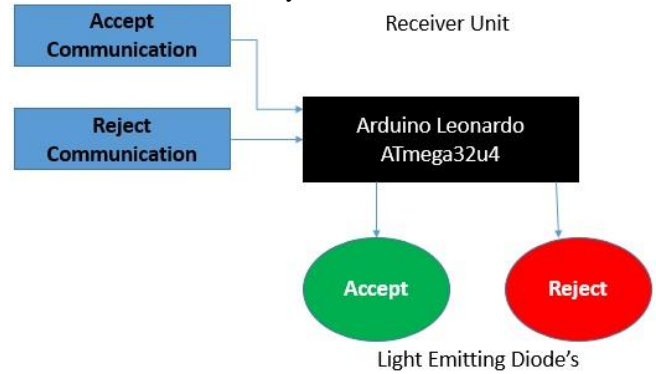 Accept
Communication
Receiver Unit
Reject
Communication
Arduino Leonardo
ATmega32u4
Accept
Reject
Light Emitting Diode's